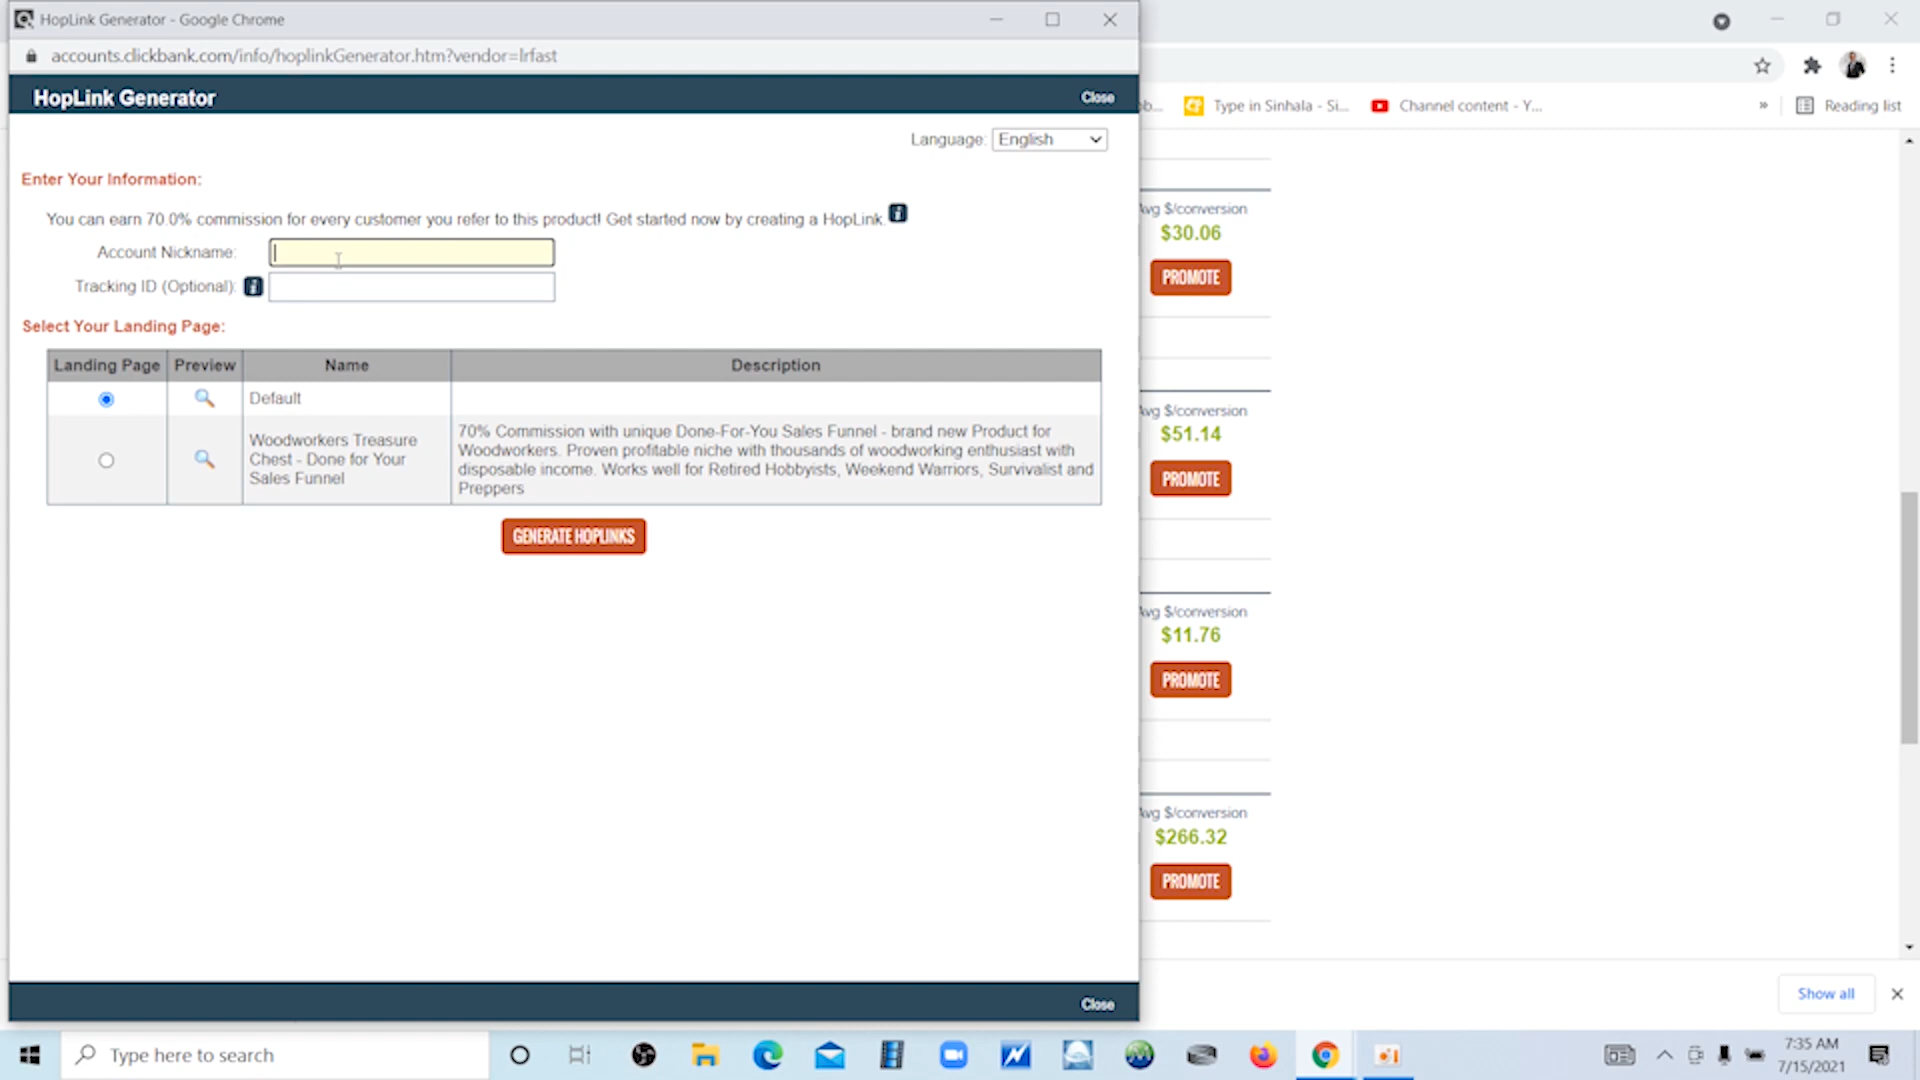 HopLink Generator - Google Chrome
accounts.clickbank.com/info/hoplinkGenerator.htm?vendor=lrfast
HopLink Generator
Close
Language: English
Enter Your Information:
You can earn 70.0% commission for every customer you refer to this product! Get started now by creating a HopLink.
Account Nickname:
Tracking ID (Optional):
Select Your Landing Page:
Landing Page Preview Name Description
Default
Woodworkers Treasure
Chest - Done for Your
Sales Funnel
70% Commission with unique Done-For-You Sales Funnel - brand new Product for
Woodworkers. Proven profitable niche with thousands of woodworking enthusiast with
disposable income. Works well for Retired Hobbyists, Weekend Warriors, Survivalist and
Preppers
GENERATE HOPLINKS
Close
Type in Sinhala - Si...
Channel content - Y...
»
Reading list
Avg $/conversion
$30.06
PROMOTE
Avg $/conversion
$51.14
PROMOTE
Avg $/conversion
$11.76
PROMOTE
Avg $/conversion
$266.32
PROMOTE
Show all
Type here to search
7:35 AM
7/15/2021